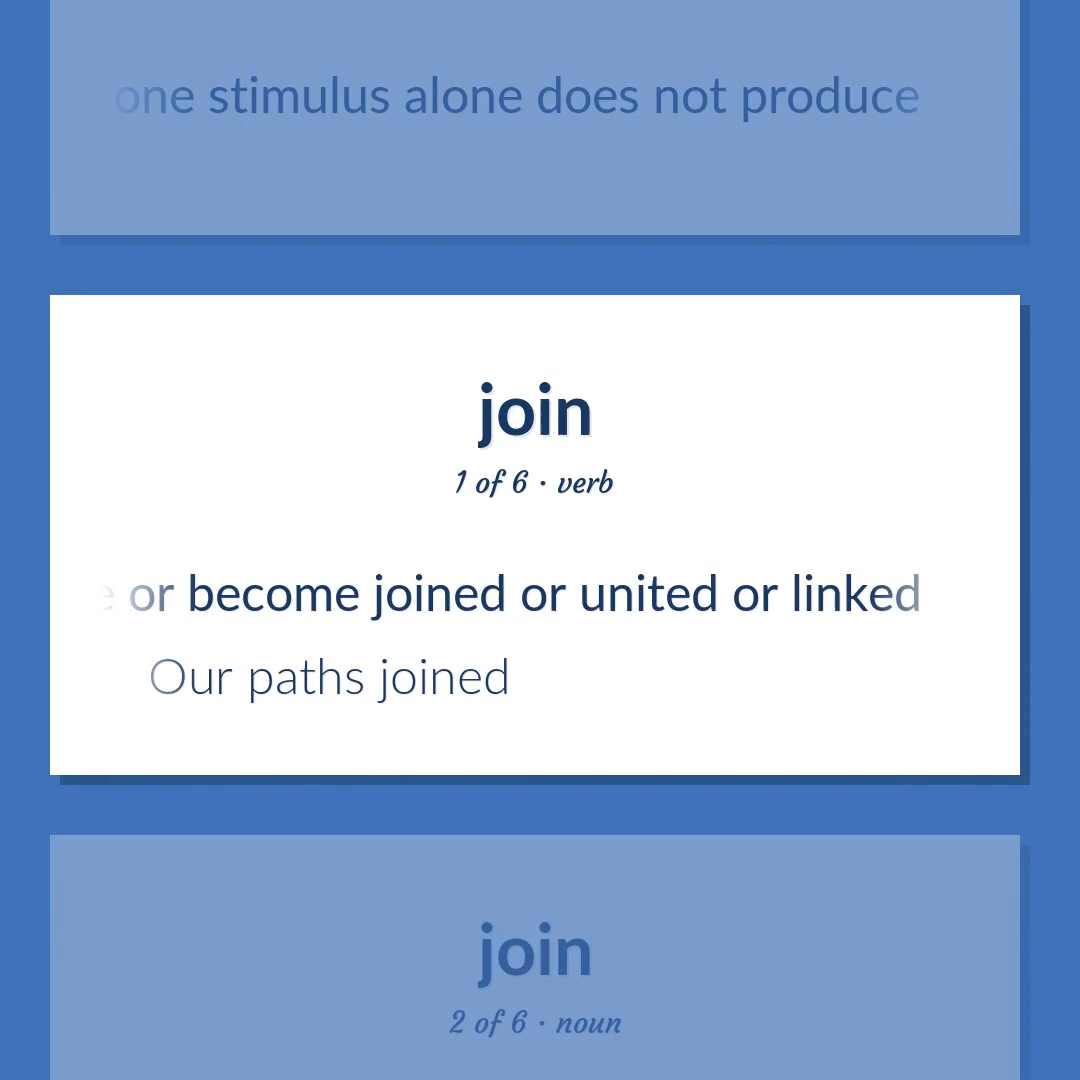 one stimulus alone does not produce
join
1 of 6 · verb
or become joined or united or linked
Our paths joined
join
2 of 6 · noun